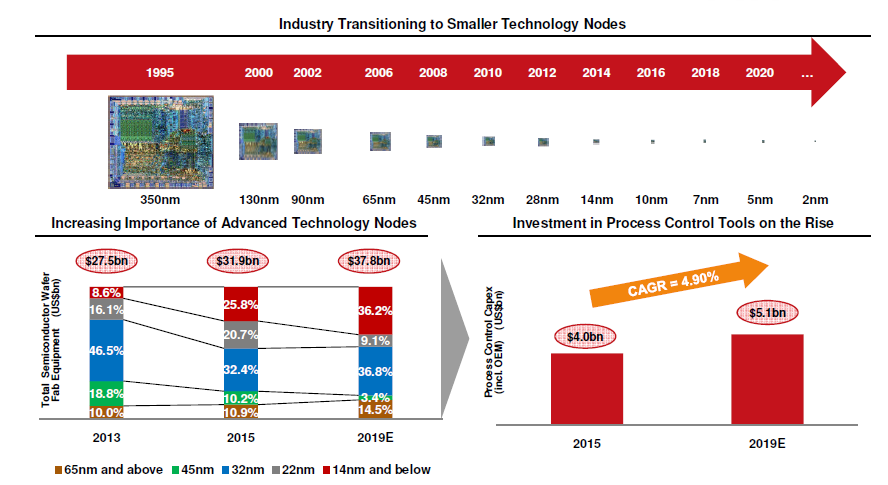 Industry Transitioning to Smaller Technology Nodes
1995 2000 2002 2006 2008 2010 2012 2014 2016 2018 2020 ...
350nm 130nm 90nm 65nm 45nm 32nm 28nm 14nm 10nm 7nm 5nm 2nm
Increasing Importance of Advanced Technology Nodes
Total Semiconductor Wafer
Fab Equipment (US$bn)
$27.5bn $31.9bn $37.8bn
8.6% 25.8% 36.2%
16.1% 20.7% 9.1%
46.5% 32.4% 36.8%
18.8% 10.2% 3.4%
10.0% 10.9% 14.5%
2013 2015 2019E
65nm and above 45nm 32nm 22nm 14nm and below
Investment in Process Control Tools on the Rise
Process Control Capex
(incl. OEM) (US$bn)
CAGR = 4.90%
$4.0bn $5.1bn
2015 2019E